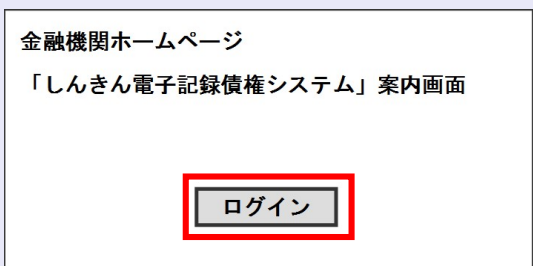 金融機関ホームページ
「しんきん電子記録債権システム」案内画面
ログイン